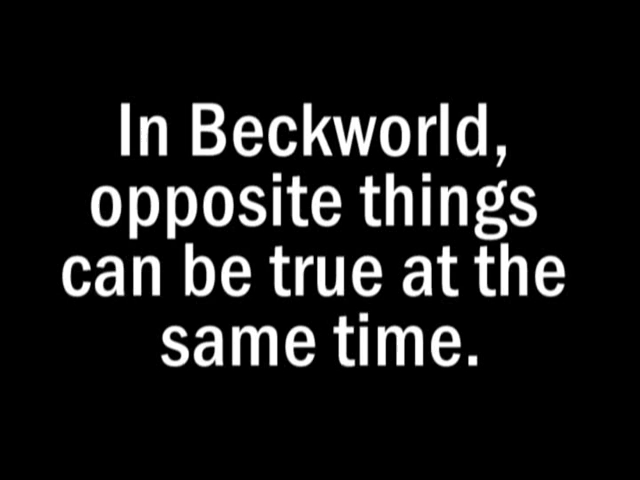 In Beckworld,
opposite things
can be true at the
same time.